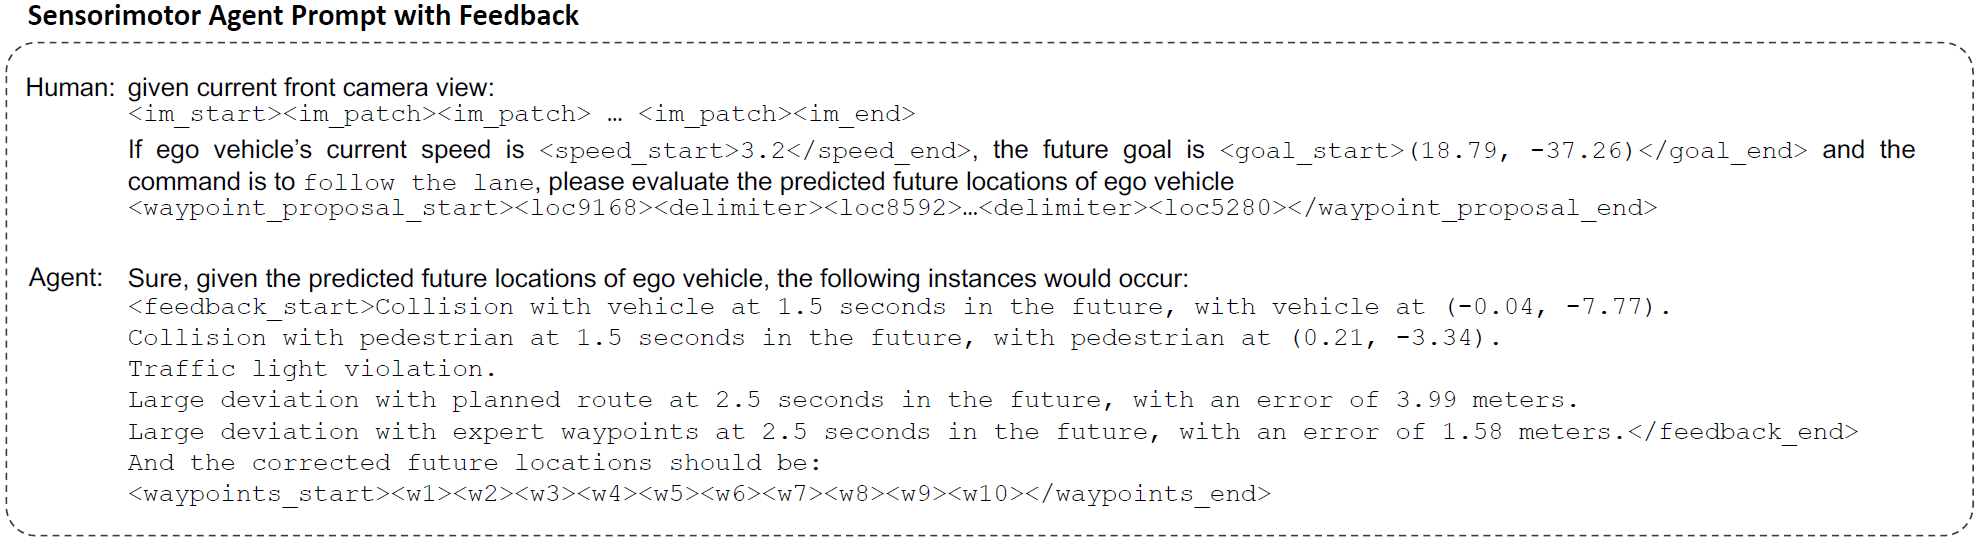 Sensorimotor Agent Prompt with Feedback
Human: given current front camera view:
<im_start><im_patch><im_patch> … <im_patch><im_end>
If ego vehicle’s current speed is <speed_start>3.2</speed_end>, the future goal is <goal_start>(18.79, -37.26)</goal_end> and the
command is to follow the lane, please evaluate the predicted future locations of ego vehicle
<waypoint_proposal_start><loc9168><delimiter><loc8592>…<delimiter><loc5280></waypoint_proposal_end>
Agent: Sure, given the predicted future locations of ego vehicle, the following instances would occur:
<feedback_start>Collision with vehicle at 1.5 seconds in the future, with vehicle at (-0.04, -7.77).
Collision with pedestrian at 1.5 seconds in the future, with pedestrian at (0.21, -3.34).
Traffic light violation.
Large deviation with planned route at 2.5 seconds in the future, with an error of 3.99 meters.
Large deviation with expert waypoints at 2.5 seconds in the future, with an error of 1.58 meters.</feedback_end>
And the corrected future locations should be:
<waypoints_start><w1><w2><w3><w4><w5><w6><w7><w8><w9><w10></waypoints_end>